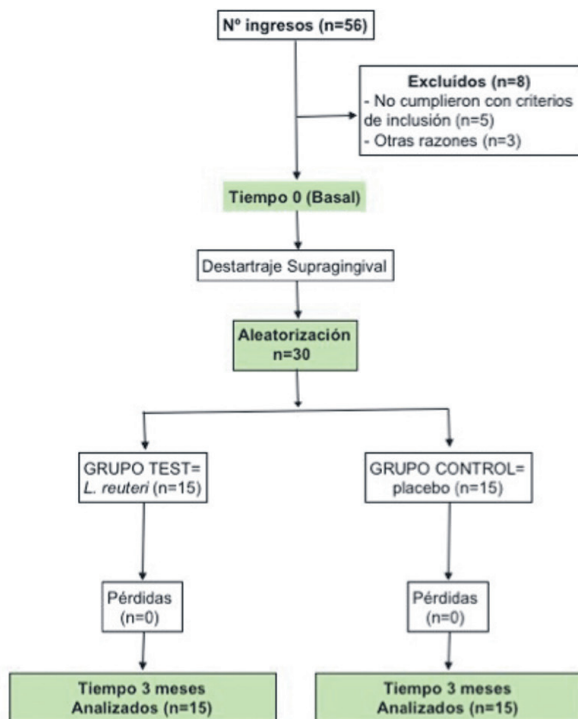 Nº ingresos (n=56)
Excluídos (n=8)
- No cumplieron con criterios
de inclusión (n=5)
- Otras razones (n=3)
Tiempo 0 (Basal)
Destartraje Supragingival
Aleatorización
n=30
GRUPO TEST=
L. reuteri (n=15)
GRUPO CONTROL=
placebo (n=15)
Pérdidas
(n=0)
Pérdidas
(n=0)
Tiempo 3 meses
Analizados (n=15)
Tiempo 3 meses
Analizados (n=15)